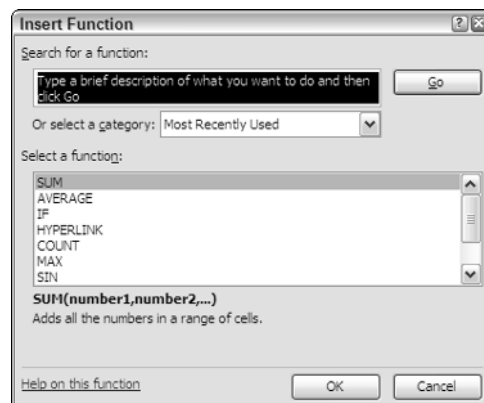 Insert Function
Search for a function:
Type a brief description of what you want to do and then
click Go
Go
Or select a category: Most Recently Used
Select a function:
SUM
AVERAGE
IF
HYPERLINK
COUNT
MAX
SIN
SUM(number1,number2,...)
Adds all the numbers in a range of cells.
Help on this function
OK
Cancel